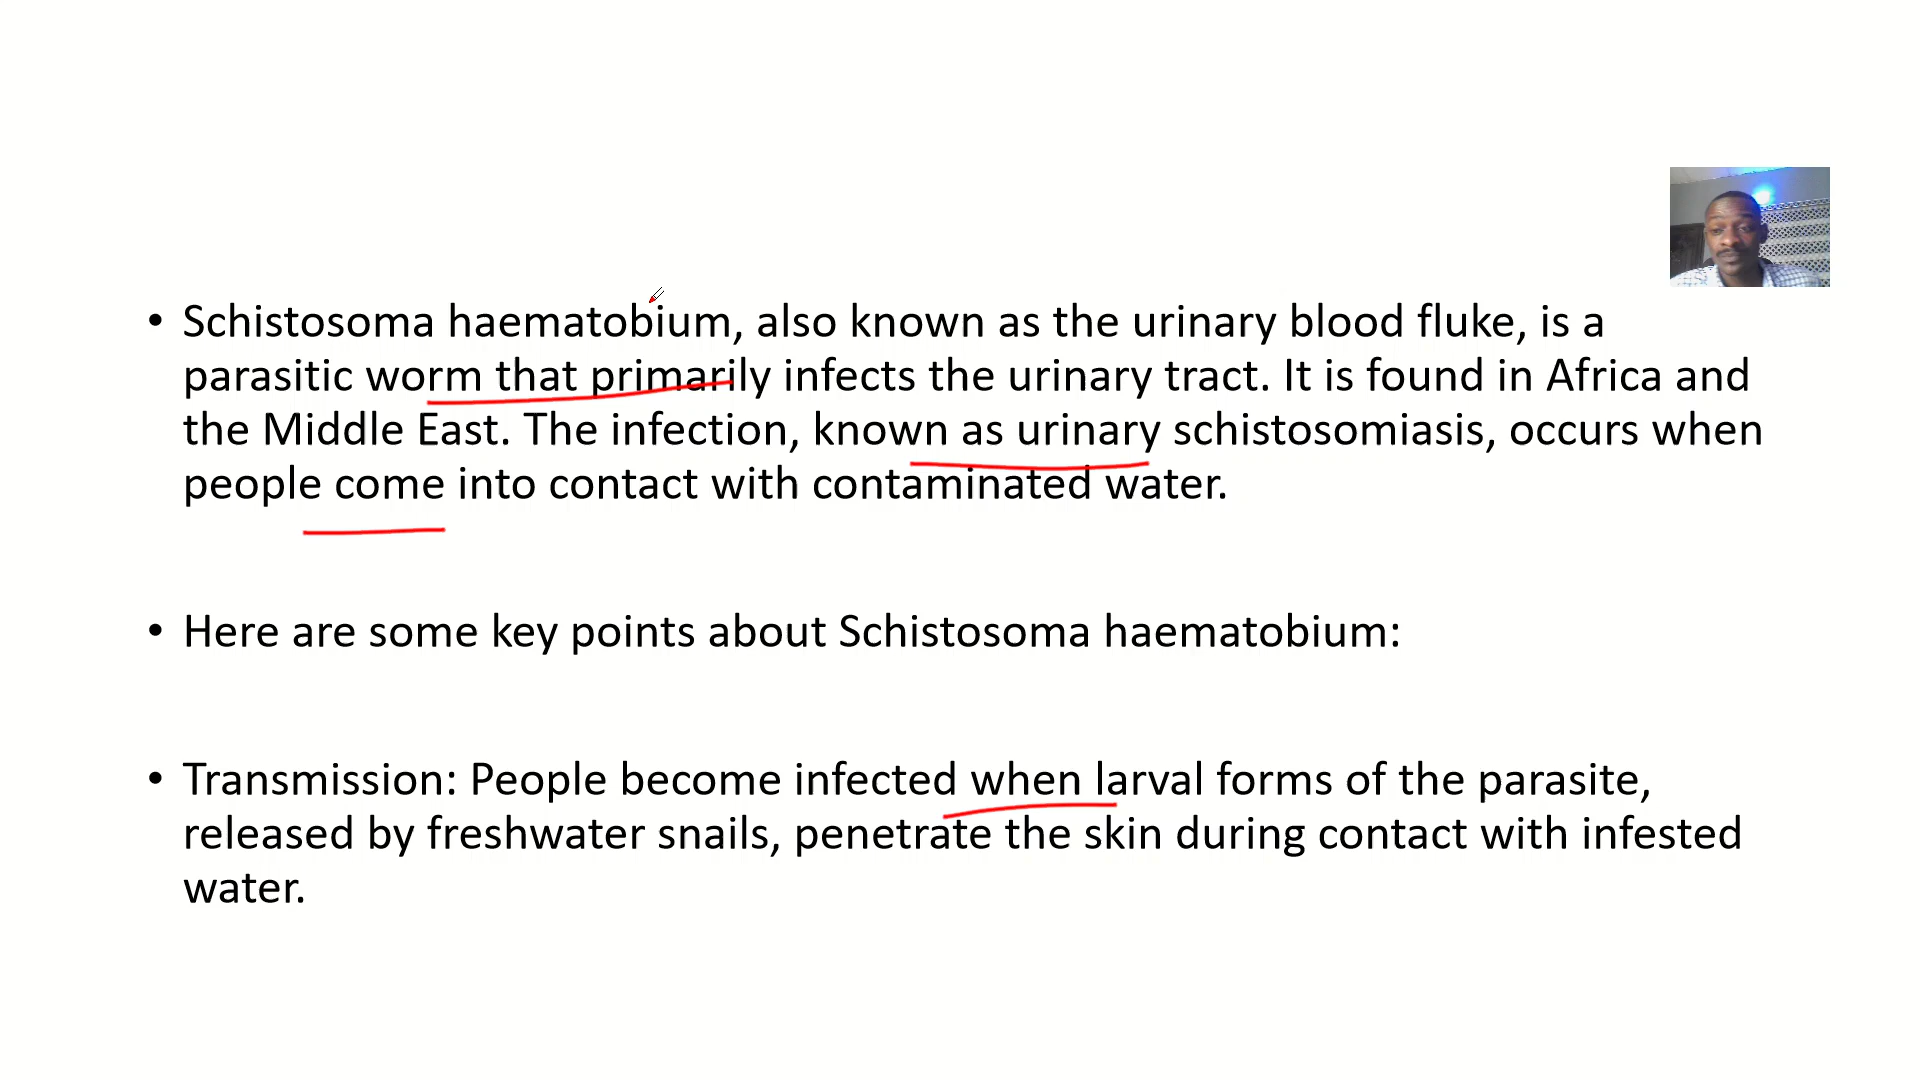 • Schistosoma haematobium, also known as the urinary blood fluke, is a
parasitic worm that primarily infects the urinary tract. It is found in Africa and
the Middle East. The infection, known as urinary schistosomiasis, occurs when
people come into contact with contaminated water.
• Here are some key points about Schistosoma haematobium:
• Transmission: People become infected when larval forms of the parasite,
released by freshwater snails, penetrate the skin during contact with infested
water.